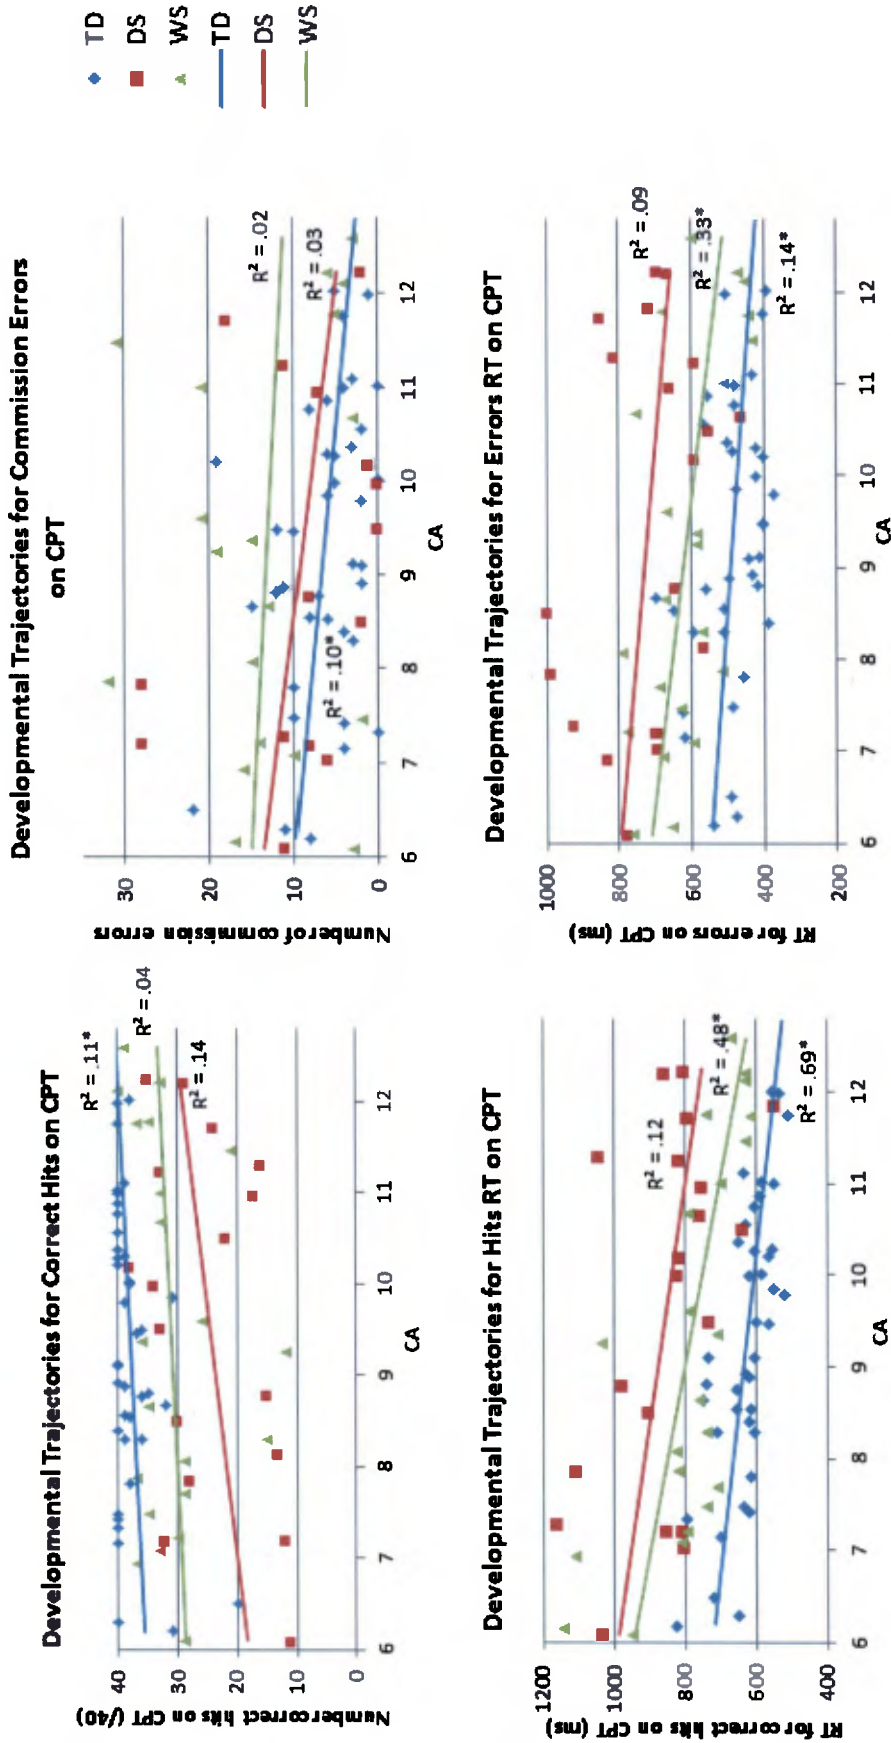 Developmental Trajectories for Correct Hits on CPT
Number correct hits on CPT (/40)
40
30
20
10
0
6
7
8
9
10
11
12
CA
R² = .11*
R² = .04
R² = .14
Developmental Trajectories for Commission Errors
on CPT
Number of commission errors
30
20
10
0
6
7
8
9
10
11
12
CA
R² = .02
R² = .03
R² = .10*
TD
DS
WS
TD
DS
WS
Developmental Trajectories for Hits RT on CPT
RT for correct hits on CPT (ms)
1200
1000
800
600
400
6
7
8
9
10
11
12
CA
R² = .12
R² = .48*
R² = .69*
Developmental Trajectories for Errors RT on CPT
RT for errors on CPT (ms)
1000
800
600
400
200
6
7
8
9
10
11
12
CA
R² = .09
R² = .33*
R² = .14*